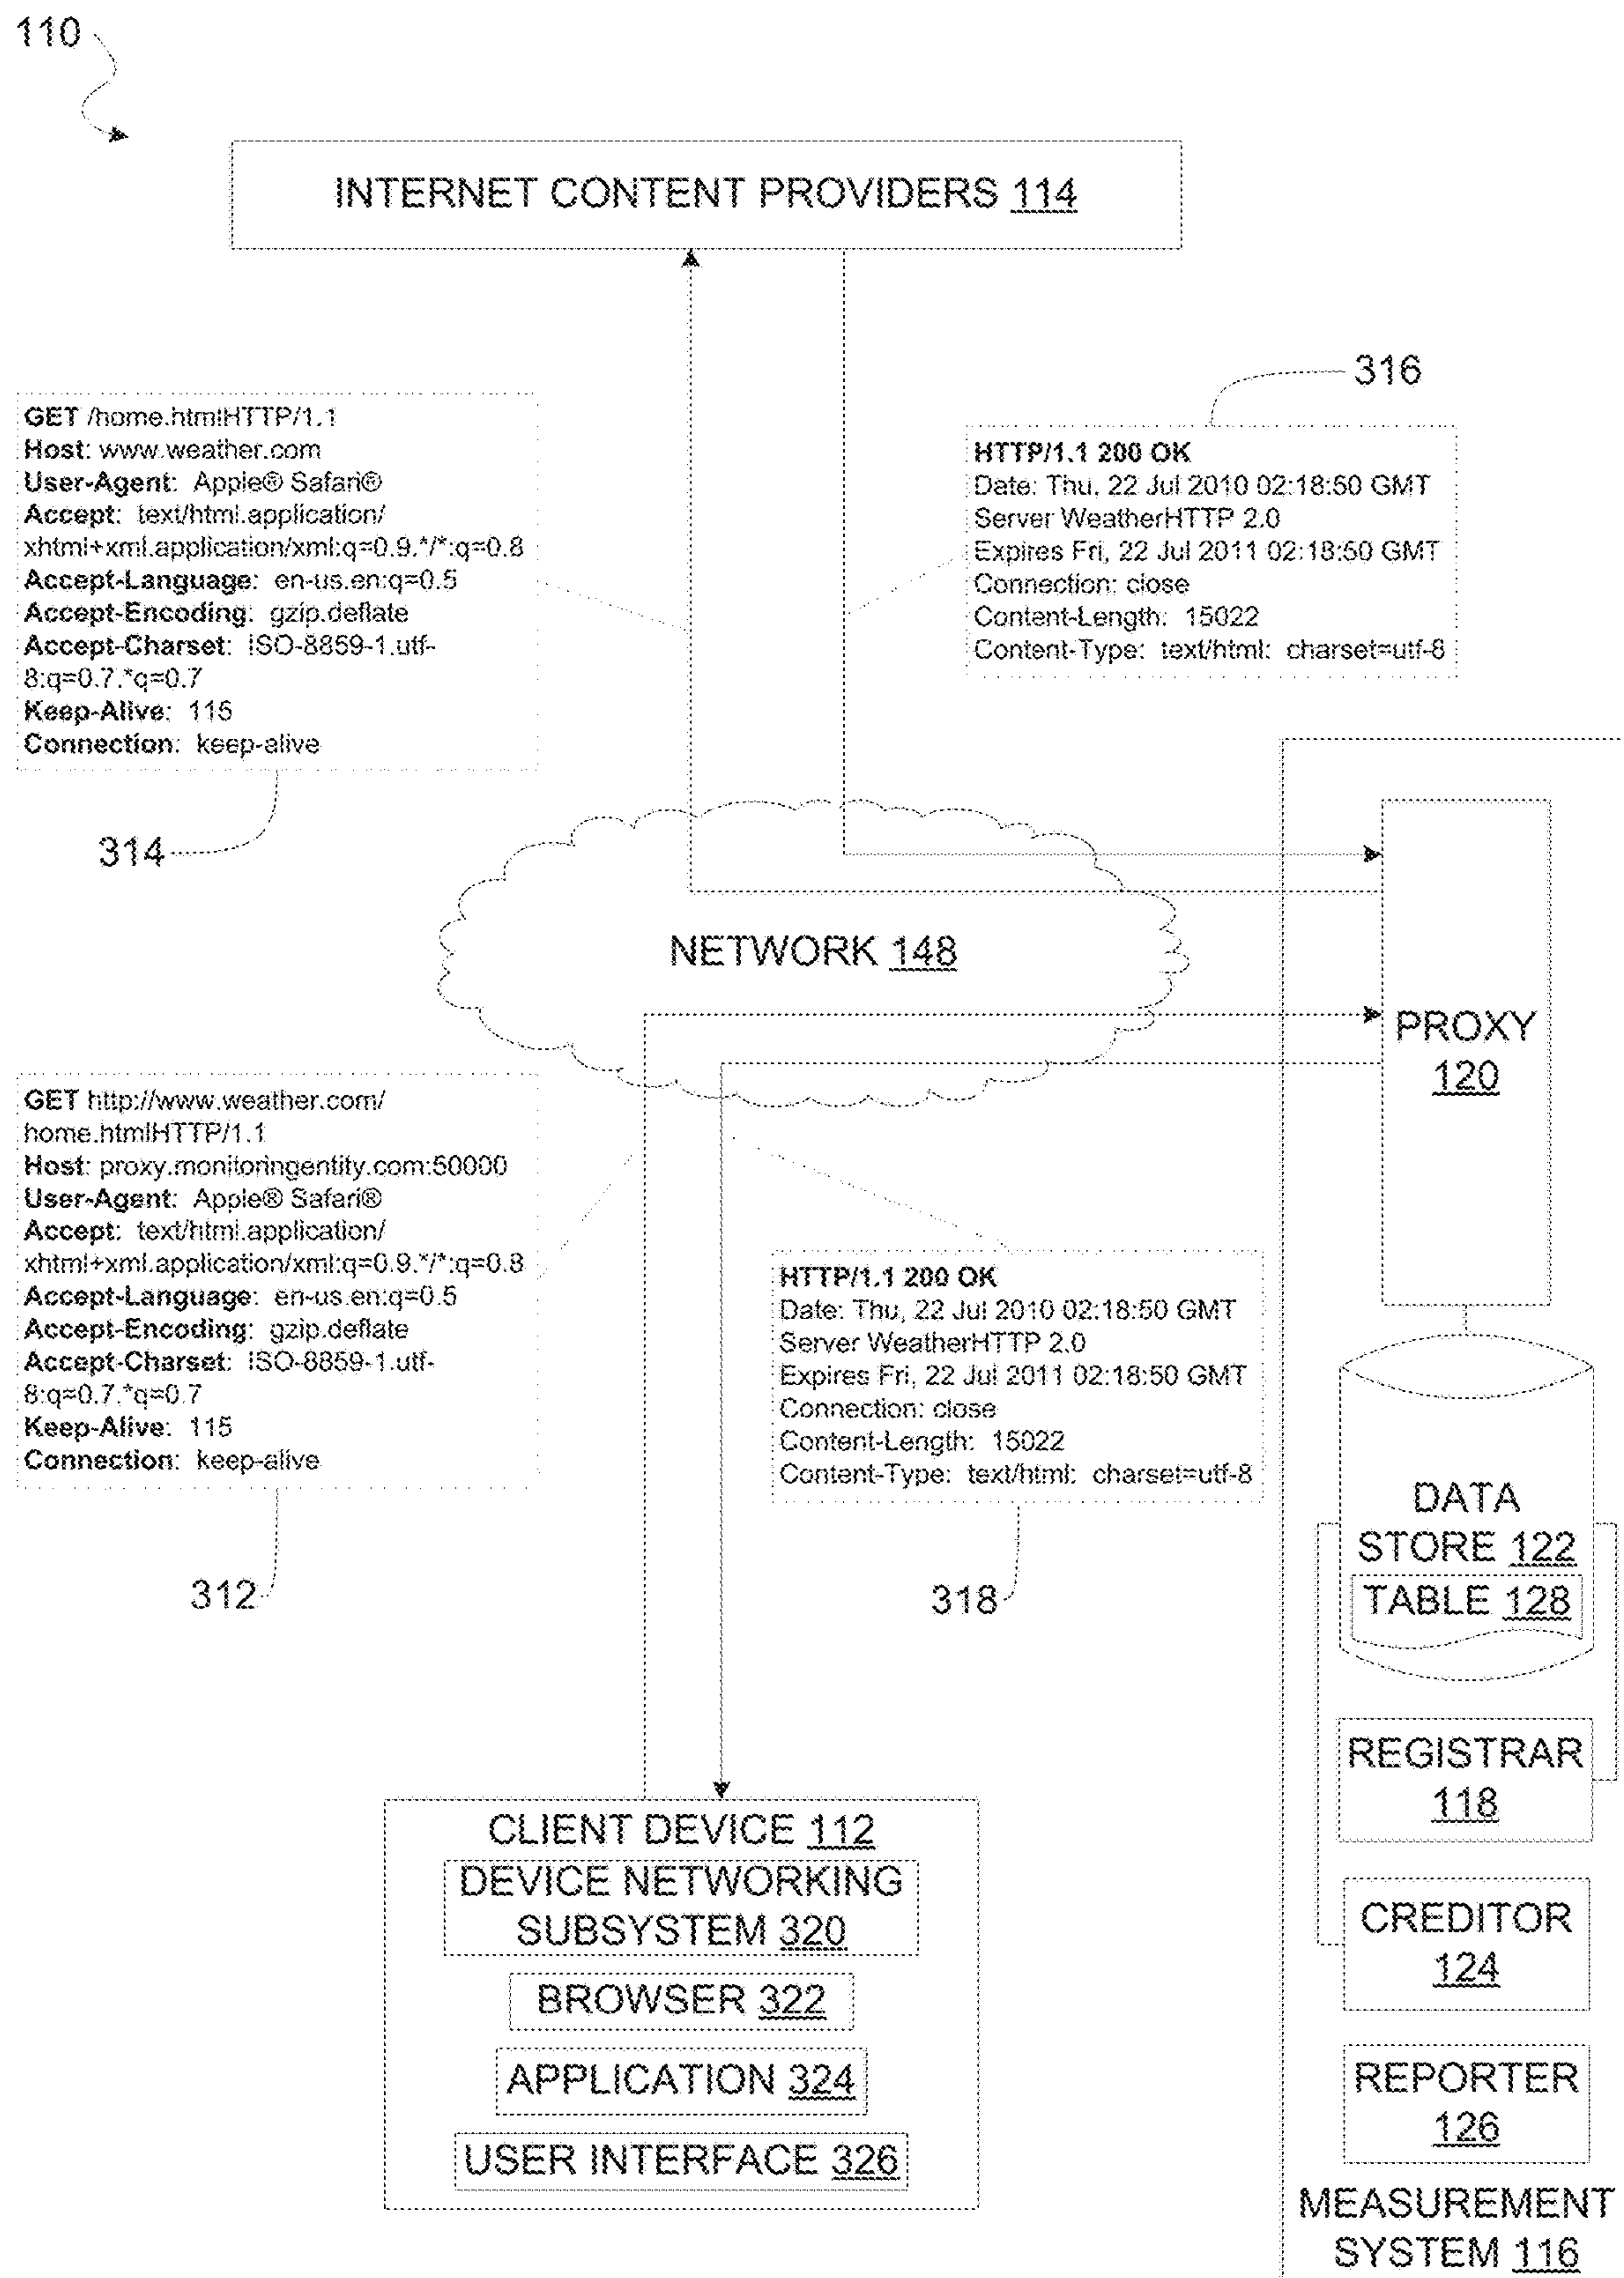 110
INTERNET CONTENT PROVIDERS 114
316
GET /home.htmlHTTP/1.1
Host: www.weather.com
User-Agent: Apple® Safari®
Accept: text/html.application/
xhtml+xml.application/xml:q=0.9.*/*:q=0.8
Accept-Language: en-us.en:q=0.5
Accept-Encoding: gzip.deflate
Accept-Charset: ISO-8859-1.utf-
8:q=0.7.*q=0.7
Keep-Alive: 115
Connection: keep-alive
314
HTTP/1.1 200 OK
Date: Thu, 22 Jul 2010 02:18:50 GMT
Server WeatherHTTP 2.0
Expires Fri, 22 Jul 2011 02:18:50 GMT
Connection: close
Content-Length: 15022
Content-Type: text/html: charset=utf-8
NETWORK 148
PROXY
120
GET http://www.weather.com/
home.htmlHTTP/1.1
Host: proxy.monitoringentity.com:50000
User-Agent: Apple® Safari®
Accept: text/html.application/
xhtml+xml.application/xml:q=0.9.*/*:q=0.8
Accept-Language: en-us.en:q=0.5
Accept-Encoding: gzip.deflate
Accept-Charset: ISO-8859-1.utf-
8:q=0.7.*q=0.7
Keep-Alive: 115
Connection: keep-alive
312
HTTP/1.1 200 OK
Date: Thu, 22 Jul 2010 02:18:50 GMT
Server WeatherHTTP 2.0
Expires Fri, 22 Jul 2011 02:18:50 GMT
Connection: close
Content-Length: 15022
Content-Type: text/html: charset=utf-8
318
DATA
STORE 122
TABLE 128
REGISTRAR
118
CREDITOR
124
REPORTER
126
MEASUREMENT
SYSTEM 116
CLIENT DEVICE 112
DEVICE NETWORKING
SUBSYSTEM 320
BROWSER 322
APPLICATION 324
USER INTERFACE 326